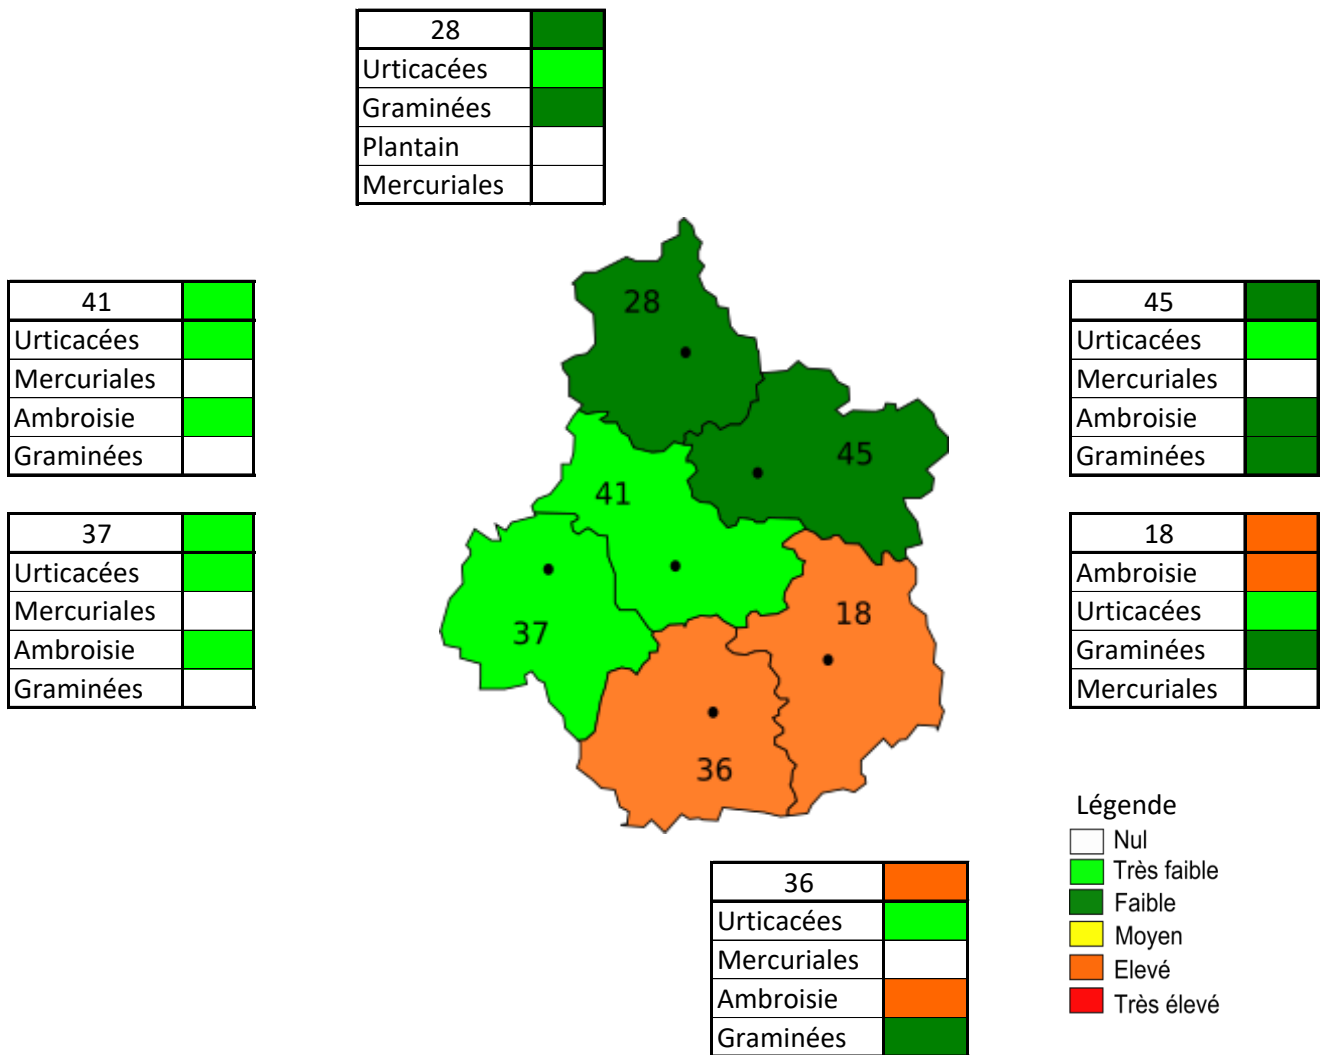 28
Urticacées
Graminées
Plantain
Mercuriales
41
Urticacées
Mercuriales
Ambroisie
Graminées
37
Urticacées
Mercuriales
Ambroisie
Graminées
28
45
41
18
37
36
45
Urticacées
Mercuriales
Ambroisie
Graminées
18
Ambroisie
Urticacées
Graminées
Mercuriales
36
Urticacées
Mercuriales
Ambroisie
Graminées
Légende
Nul
Très faible
Faible
Moyen
Elevé
Très élevé